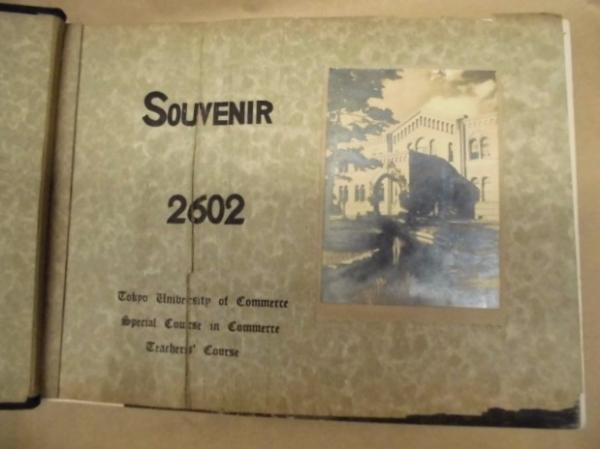 SOUVENIR
2602
Tokyo University of Commerce
Special Course in Commerce
Teachers' Course